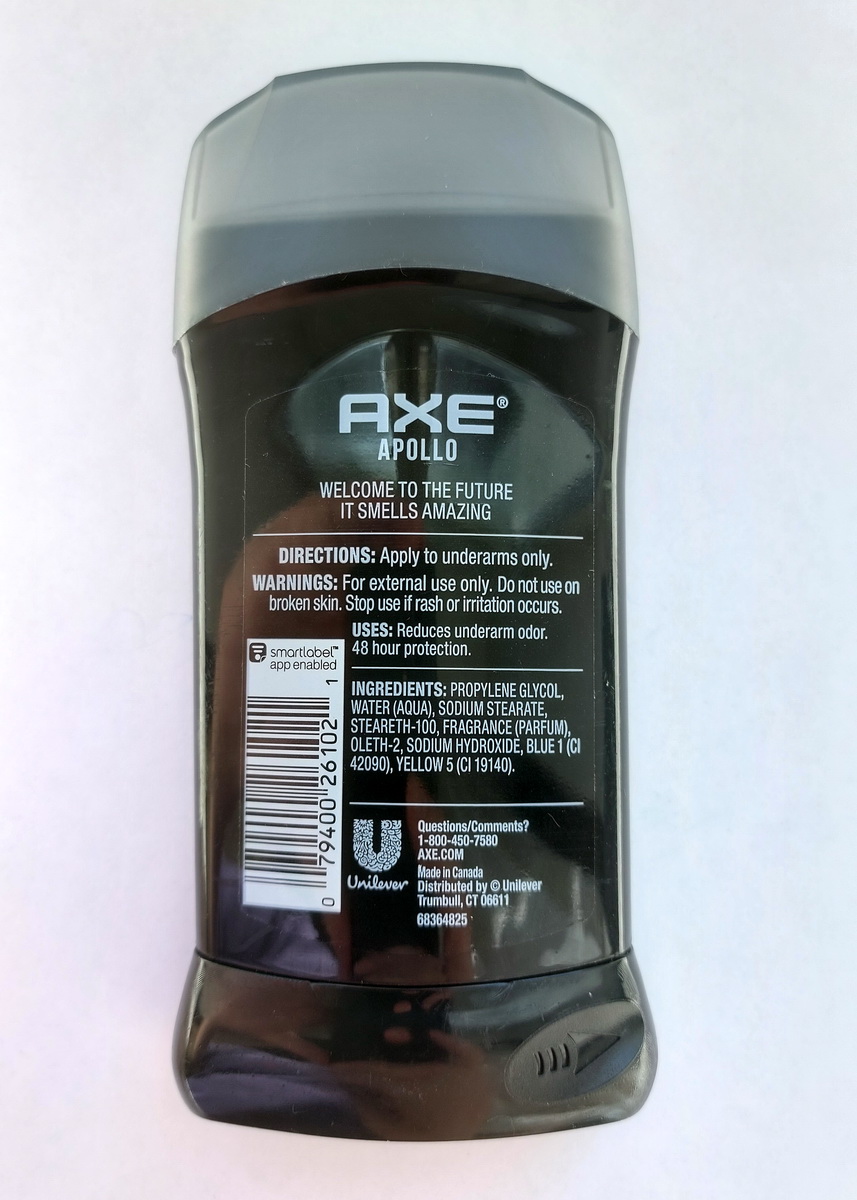 AXE®
APOLLO
WELCOME TO THE FUTURE
IT SMELLS AMAZING
DIRECTIONS: Apply to underarms only.
WARNINGS: For external use only. Do not use on
broken skin. Stop use if rash or irritation occurs.
USES: Reduces underarm odor.
48 hour protection.
smartlabel™
app enabled
INGREDIENTS: PROPYLENE GLYCOL,
WATER (AQUA), SODIUM STEARATE,
STEARETH-100, FRAGRANCE (PARFUM),
OLETH-2, SODIUM HYDROXIDE, BLUE 1 (CI
42090), YELLOW 5 (CI 19140).
0 79400 26102 1
Unilever
Questions/Comments?
1-800-450-7580
AXE.COM
Made in Canada
Distributed by © Unilever
Trumbull, CT 06611
68364825